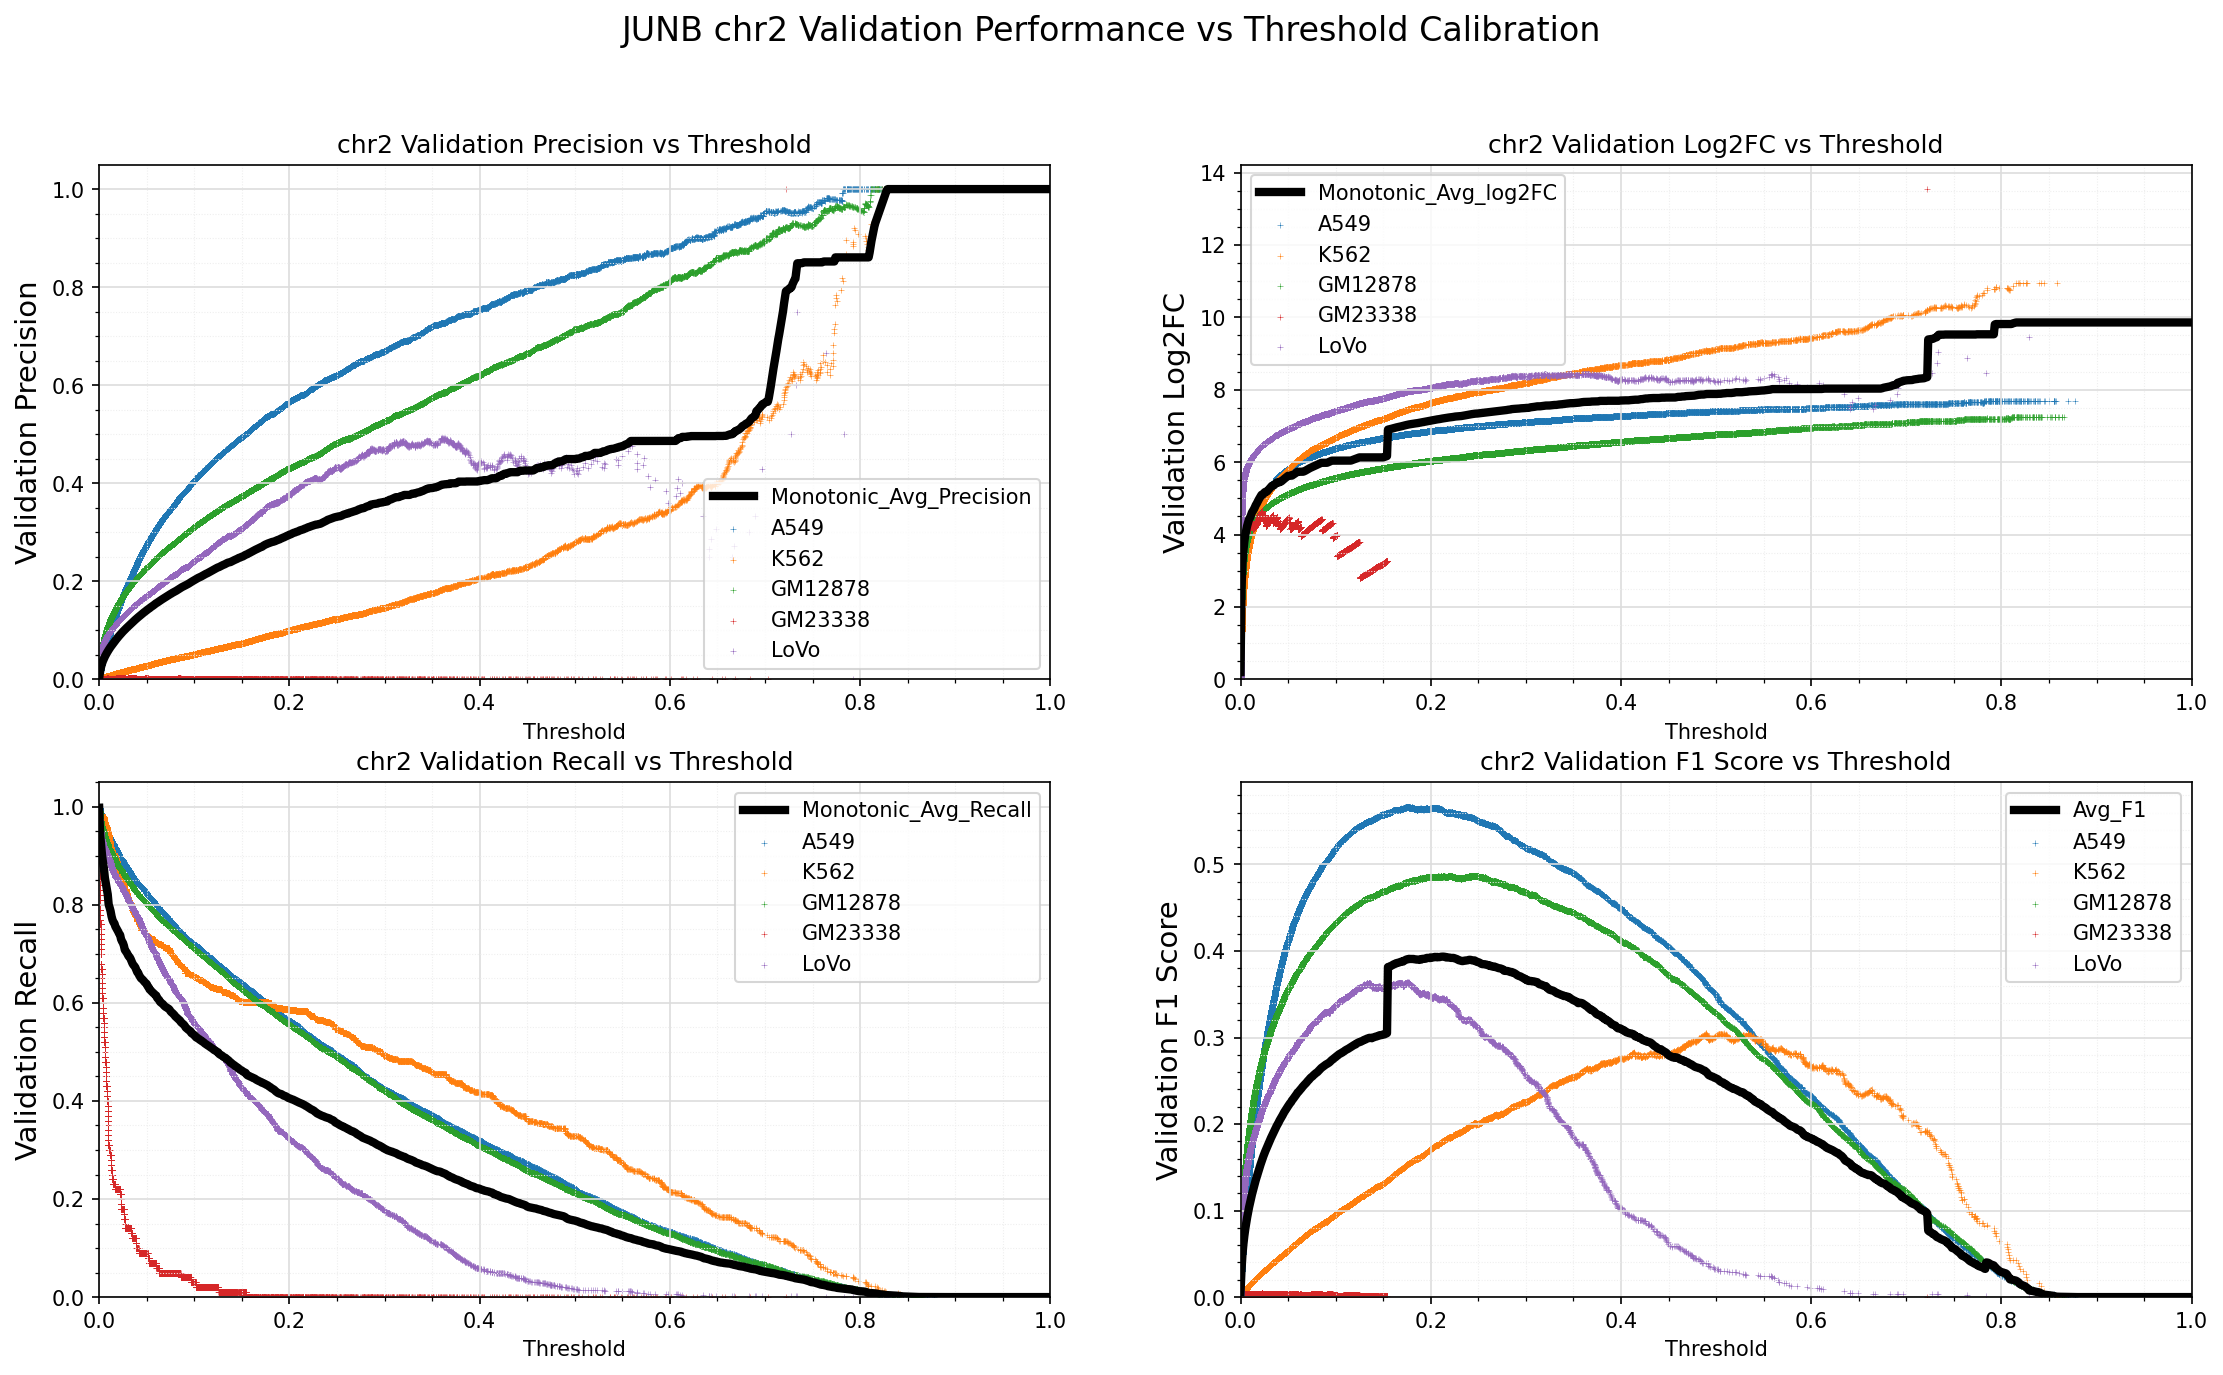 JUNB chr2 Validation Performance vs Threshold Calibration
chr2 Validation Precision vs Threshold
Validation Precision
1.0
0.8
0.6
0.4
0.2
0.0
Monotonic_Avg_Precision
A549
K562
GM12878
GM23338
LoVo
0.0 0.2 0.4 0.6 0.8 1.0
Threshold
chr2 Validation Log2FC vs Threshold
Validation Log2FC
14
12
10
8
6
4
2
0
Monotonic_Avg_log2FC
A549
K562
GM12878
GM23338
LoVo
0.0 0.2 0.4 0.6 0.8 1.0
Threshold
chr2 Validation Recall vs Threshold
Validation Recall
1.0
0.8
0.6
0.4
0.2
0.0
Monotonic_Avg_Recall
A549
K562
GM12878
GM23338
LoVo
0.0 0.2 0.4 0.6 0.8 1.0
Threshold
chr2 Validation F1 Score vs Threshold
Validation F1 Score
0.5
0.4
0.3
0.2
0.1
0.0
Avg_F1
A549
K562
GM12878
GM23338
LoVo
0.0 0.2 0.4 0.6 0.8 1.0
Threshold